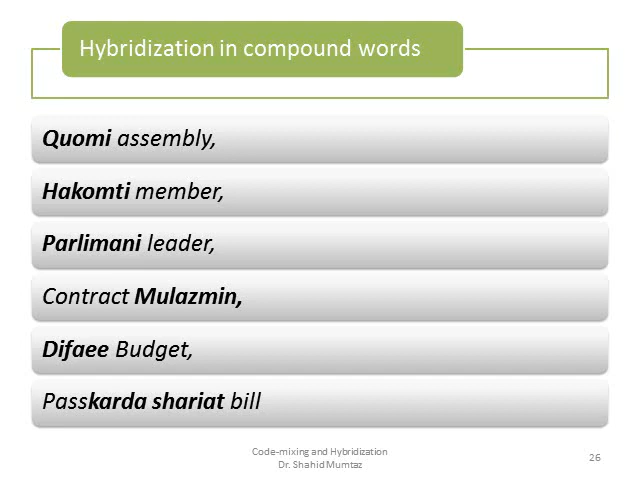 Hybridization in compound words
Quomi assembly,
Hakomti member,
Parlimani leader,
Contract Mulazmin,
Difaee Budget,
Passkarda shariat bill
Code-mixing and Hybridization
Dr. Shahid Mumtaz
26